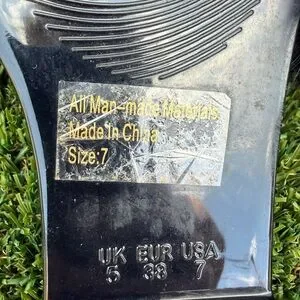 All Man-made Materials
Made In China
Size:7
UK EUR USA
5 38 7